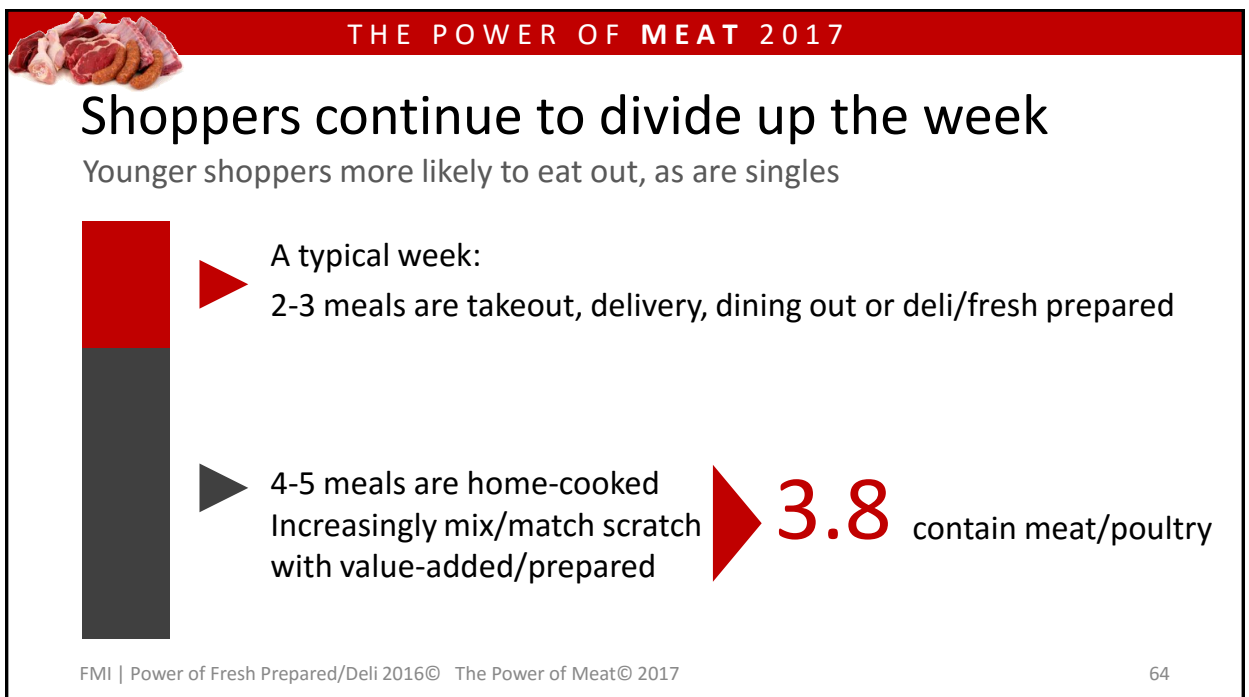 THE POWER OF MEAT 2017
Shoppers continue to divide up the week
Younger shoppers more likely to eat out, as are singles
A typical week:
2-3 meals are takeout, delivery, dining out or deli/fresh prepared
4-5 meals are home-cooked
Increasingly mix/match scratch
with value-added/prepared
3.8 contain meat/poultry
FMI | Power of Fresh Prepared/Deli 2016© The Power of Meat© 2017
64